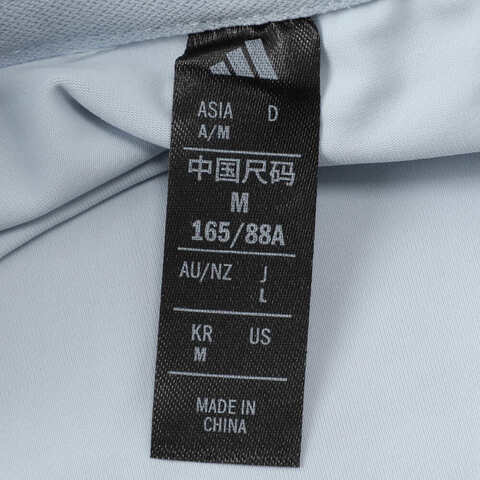 ASIA D
A/M
中国尺码
M
165/88A
AU/NZ J
L
KR US
M
MADE IN
CHINA